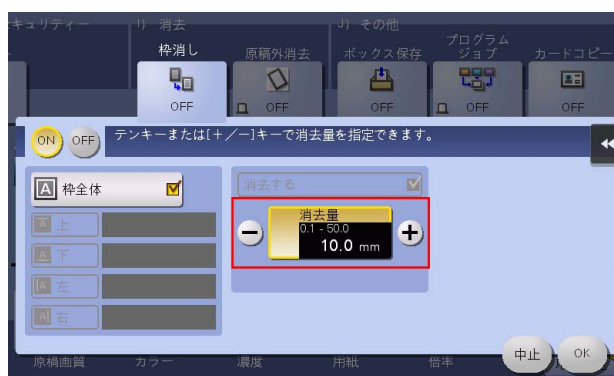 キュリティー
I) 消去
J) その他
枠消し
原稿外消去
ボックス保存
プログラム
ジョブ
カードコピー
OFF
OFF
OFF
OFF
OFF
ON
OFF
テンキーまたは[+/−]キーで消去量を指定できます。
枠全体
消去する
上
消去量
0.1 - 50.0
10.0 mm
下
左
右
中止
OK
原稿画質
カラー
濃度
用紙
倍率